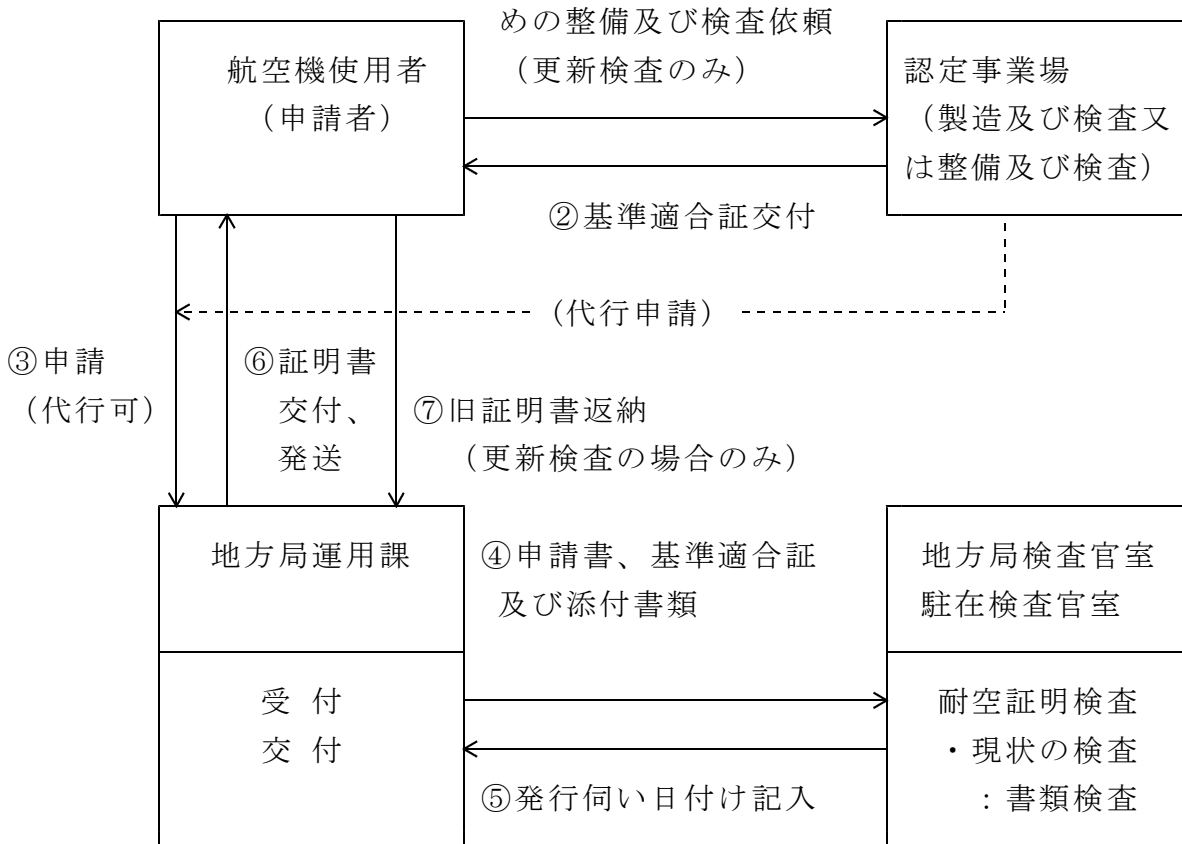 めの整備及び検査依頼
(更新検査のみ)
航空機使用者
(申請者)
認定事業場
(製造及び検査又
は整備及び検査)
②基準適合証交付
(代行申請)
③申請
(代行可)
⑥証明書
交付、
発送
⑦旧証明書返納
(更新検査の場合のみ)
地方局運用課
④申請書、基準適合証
及び添付書類
地方局検査官室
駐在検査官室
受 付
交 付
耐空証明検査
・現状の検査
:書類検査
⑤発行伺い日付け記入